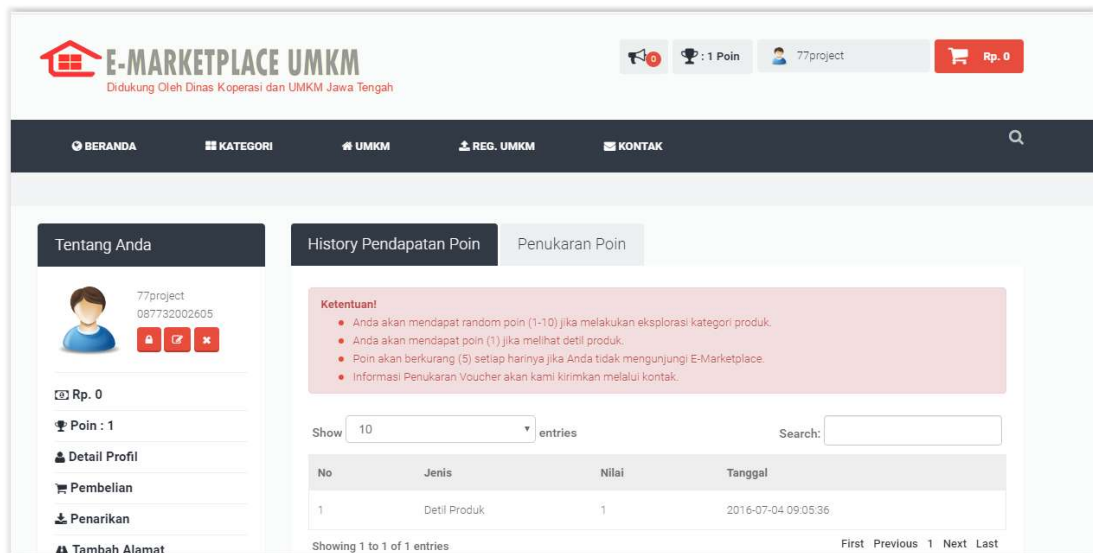 E-MARKETPLACE UMKM
Didukung Oleh Dinas Koperasi dan UMKM Jawa Tengah
0
: 1 Poin
77project
Rp. 0
BERANDA
KATEGORI
UMKM
REG. UMKM
KONTAK
Tentang Anda
77project
087732002605
Rp. 0
Poin : 1
Detail Profil
Pembelian
Penarikan
Tambah Alamat
History Pendapatan Poin
Penukaran Poin
Ketentuan!
Anda akan mendapat random poin (1-10) jika melakukan eksplorasi kategori produk.
Anda akan mendapat poin (1) jika melihat detil produk.
Poin akan berkurang (5) setiap harinya jika Anda tidak mengunjungi E-Marketplace.
Informasi Penukaran Voucher akan kami kirimkan melalui kontak.
Show 10 entries
Search:
No Jenis Nilai Tanggal
1 Detil Produk 1 2016-07-04 09:05:36
Showing 1 to 1 of 1 entries
First Previous 1 Next Last